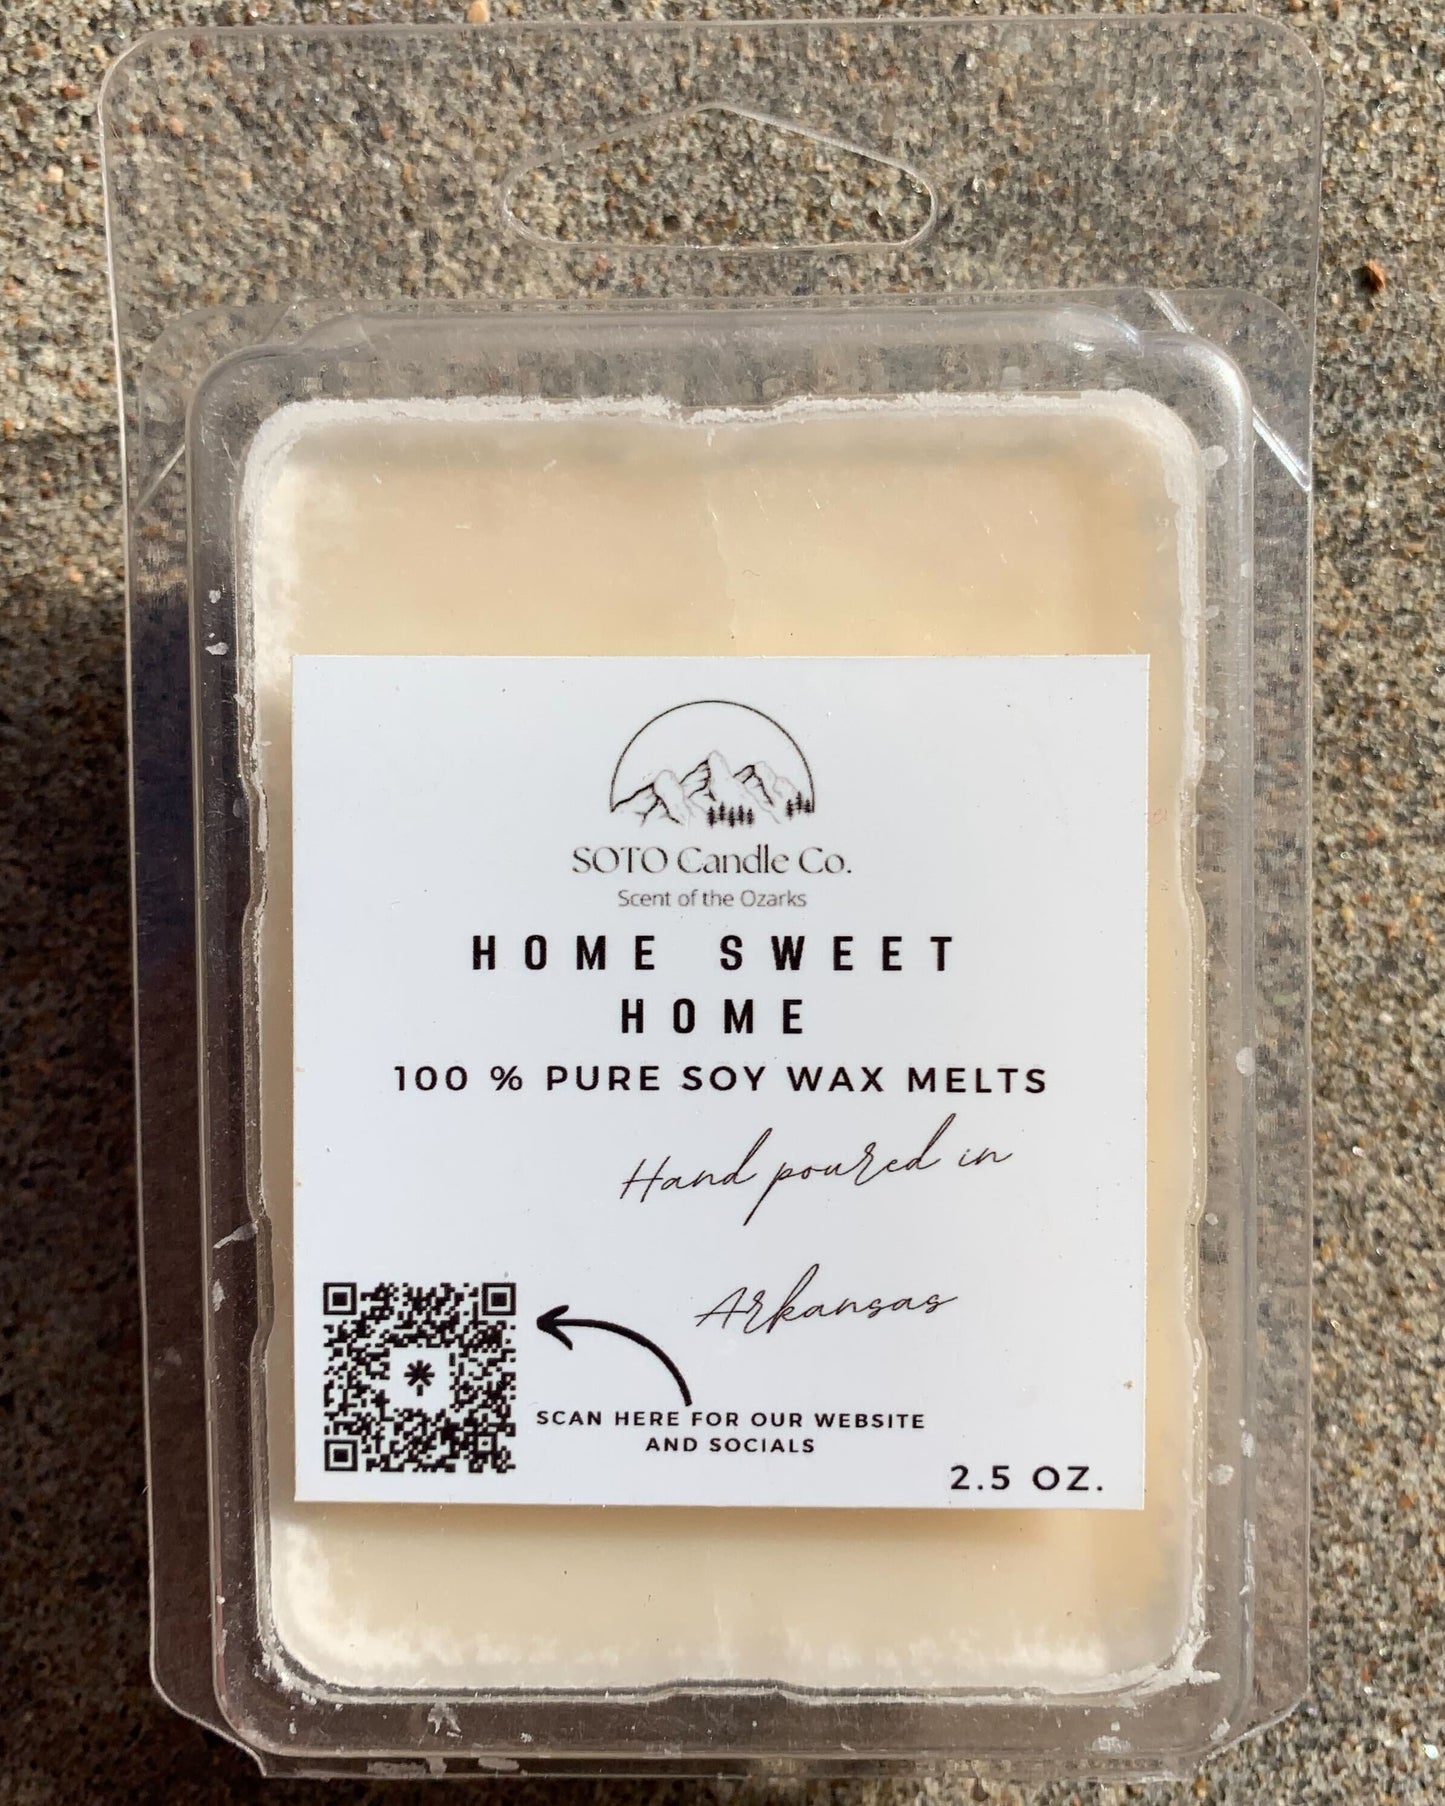 SOTO Candle Co.
Scent of the Ozarks
HOME SWEET
HOME
100 % PURE SOY WAX MELTS
Hand poured in
Arkansas
SCAN HERE FOR OUR WEBSITE
AND SOCIALS
2.5 OZ.